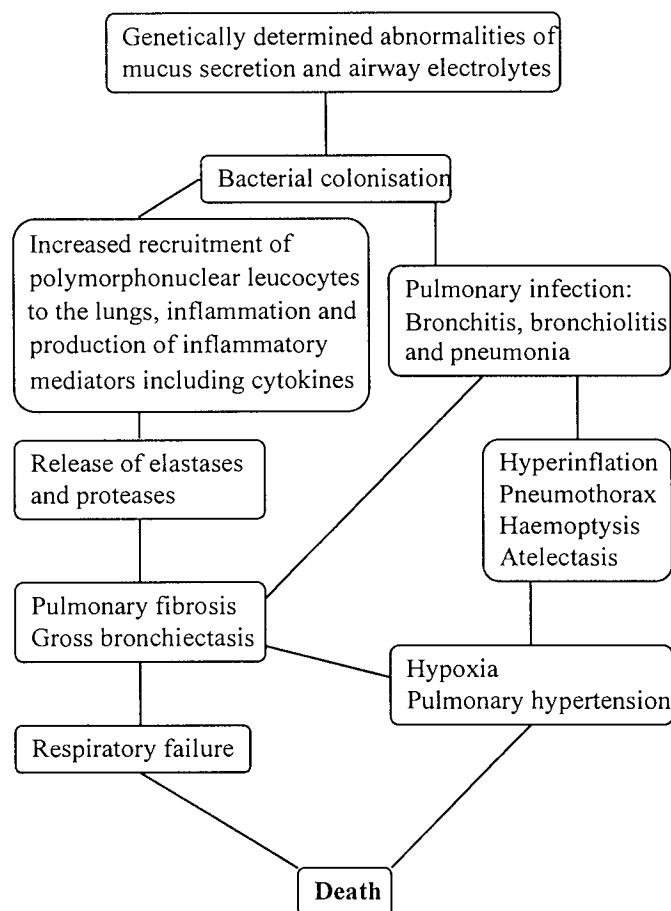 Genetically determined abnormalities of
mucus secretion and airway electrolytes
Bacterial colonisation
Increased recruitment of
polymorphonuclear leucocytes
to the lungs, inflammation and
production of inflammatory
mediators including cytokines
Pulmonary infection:
Bronchitis, bronchiolitis
and pneumonia
Release of elastases
and proteases
Hyperinflation
Pneumothorax
Haemoptysis
Atelectasis
Pulmonary fibrosis
Gross bronchiectasis
Hypoxia
Pulmonary hypertension
Respiratory failure
Death